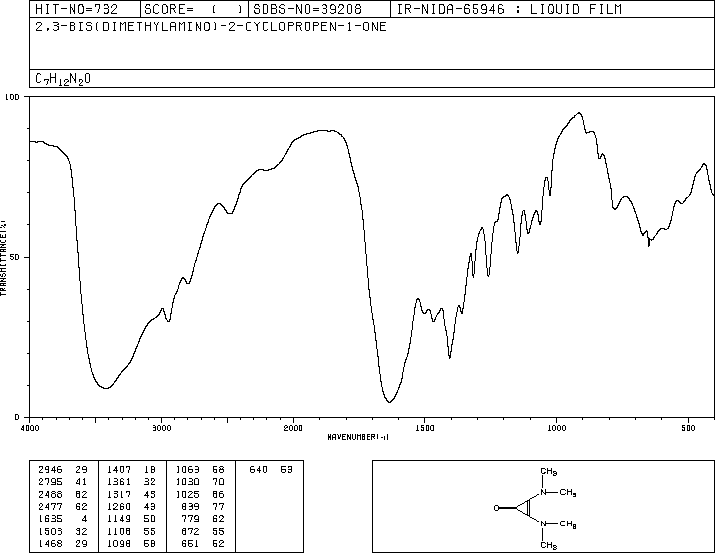 HIT-NO=732 SCORE= ( ) SDBS-NO=39208 IR-NIDA-65946 : LIQUID FILM
2,3-BIS(DIMETHYLAMINO)-2-CYCLOPROPEN-1-ONE
C7H12N2O
100
50
0
TRANSMITTANCE(%)
4000 3000 2000 1500 1000 500
WAVENUMBER(-1)
2946 29 1407 18 1063 58 640 53
2795 41 1361 32 1030 70
2488 62 1317 43 1025 66
2477 62 1260 43 839 77
1635 4 1149 50 779 62
1503 32 1108 55 672 55
1468 29 1098 58 651 52
CH3
N CH3
O
N CH3
CH3